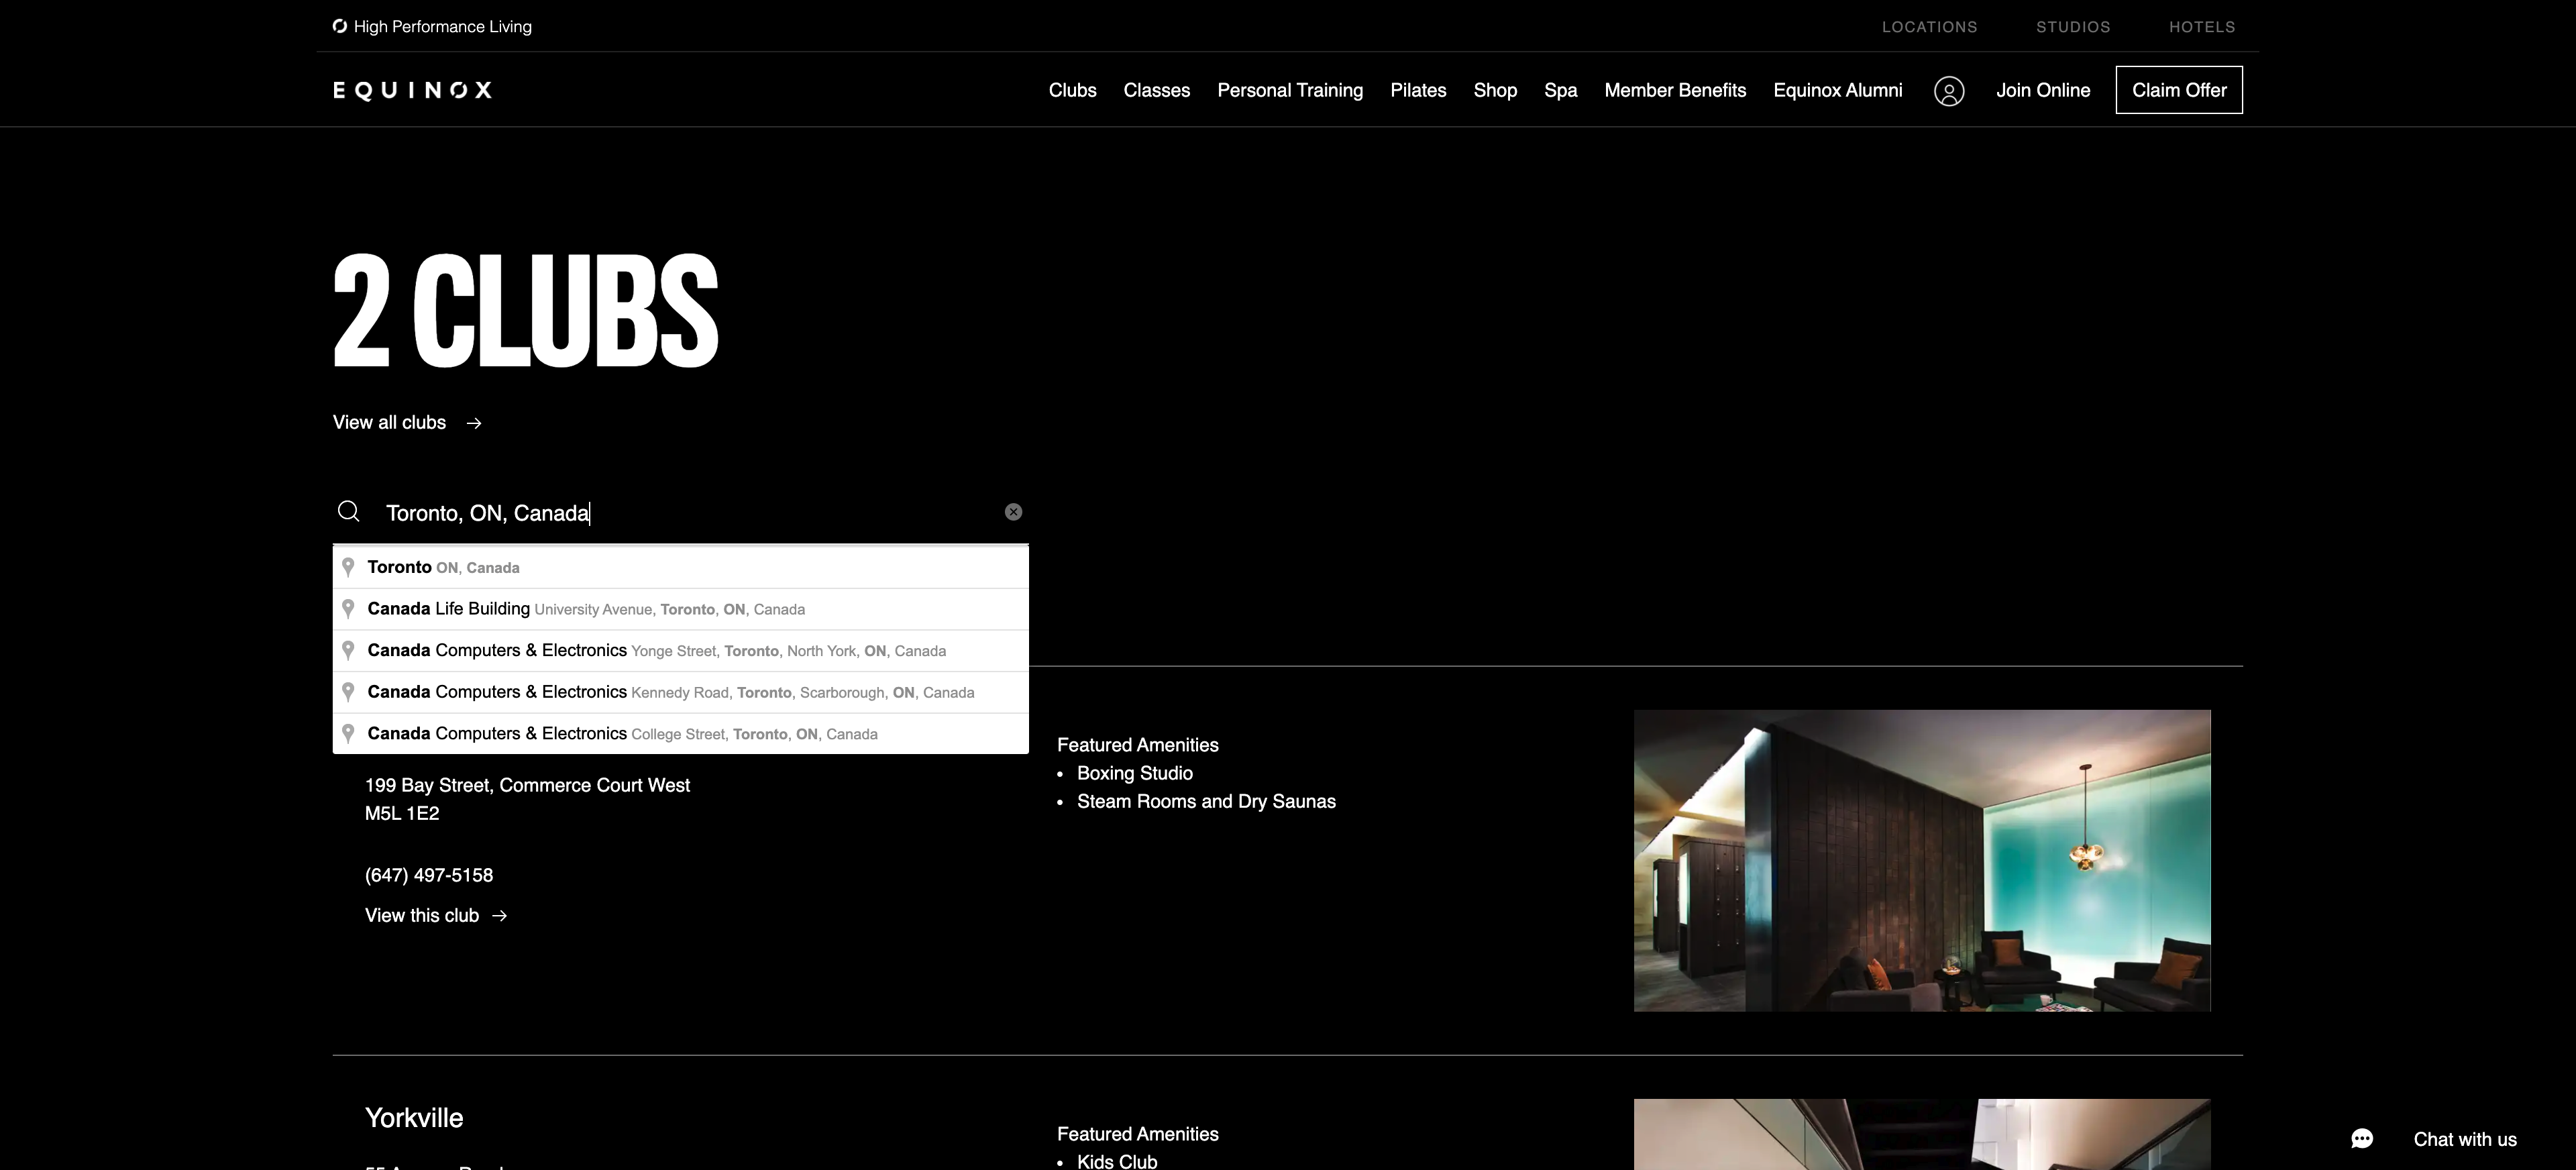 High Performance Living
LOCATIONS STUDIOS HOTELS
EQUINOX
Clubs Classes Personal Training Pilates Shop Spa Member Benefits Equinox Alumni Join Online Claim Offer
2 CLUBS
View all clubs →
Toronto, ON, Canada
Toronto ON, Canada
Canada Life Building University Avenue, Toronto, ON, Canada
Canada Computers & Electronics Yonge Street, Toronto, North York, ON, Canada
Canada Computers & Electronics Kennedy Road, Toronto, Scarborough, ON, Canada
Canada Computers & Electronics College Street, Toronto, ON, Canada
199 Bay Street, Commerce Court West
M5L 1E2
(647) 497-5158
View this club →
Featured Amenities
• Boxing Studio
• Steam Rooms and Dry Saunas
Yorkville
Featured Amenities
• Kids Club
Chat with us